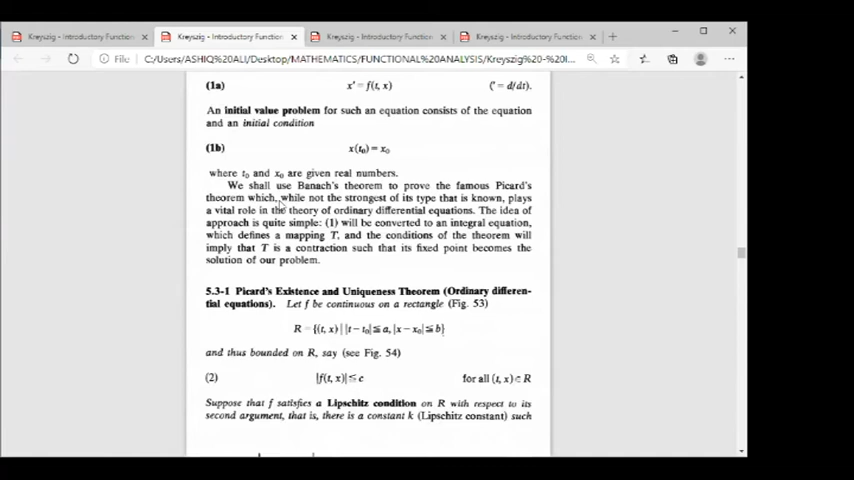 Kreyszig - Introductory Function
Kreyszig - Introductory Function
Kreyszig - Introductory Function
Kreyszig - Introductory Function
File
C:/Users/ASHIQ%20ALI/Desktop/MATHEMATICS/FUNCTIONAL%20ANALYSIS/Kreyszig%20-%20I...
(1a) x' = f(t, x) (' = d/dt).
An initial value problem for such an equation consists of the equation
and an initial condition
(1b) x(t₀) = x₀
where t₀ and x₀ are given real numbers.
We shall use Banach's theorem to prove the famous Picard's
theorem which, while not the strongest of its type that is known, plays
a vital role in the theory of ordinary differential equations. The idea of
approach is quite simple: (1) will be converted to an integral equation,
which defines a mapping T, and the conditions of the theorem will
imply that T is a contraction such that its fixed point becomes the
solution of our problem.
5.3-1 Picard's Existence and Uniqueness Theorem (Ordinary differen-
tial equations). Let f be continuous on a rectangle (Fig. 53)
R = {(t, x) | |t − t₀| ≦ a, |x − x₀| ≦ b}
and thus bounded on R, say (see Fig. 54)
(2) |f(t, x)| ≦ c for all (t, x) ∈ R
Suppose that f satisfies a Lipschitz condition on R with respect to its
second argument, that is, there is a constant k (Lipschitz constant) such